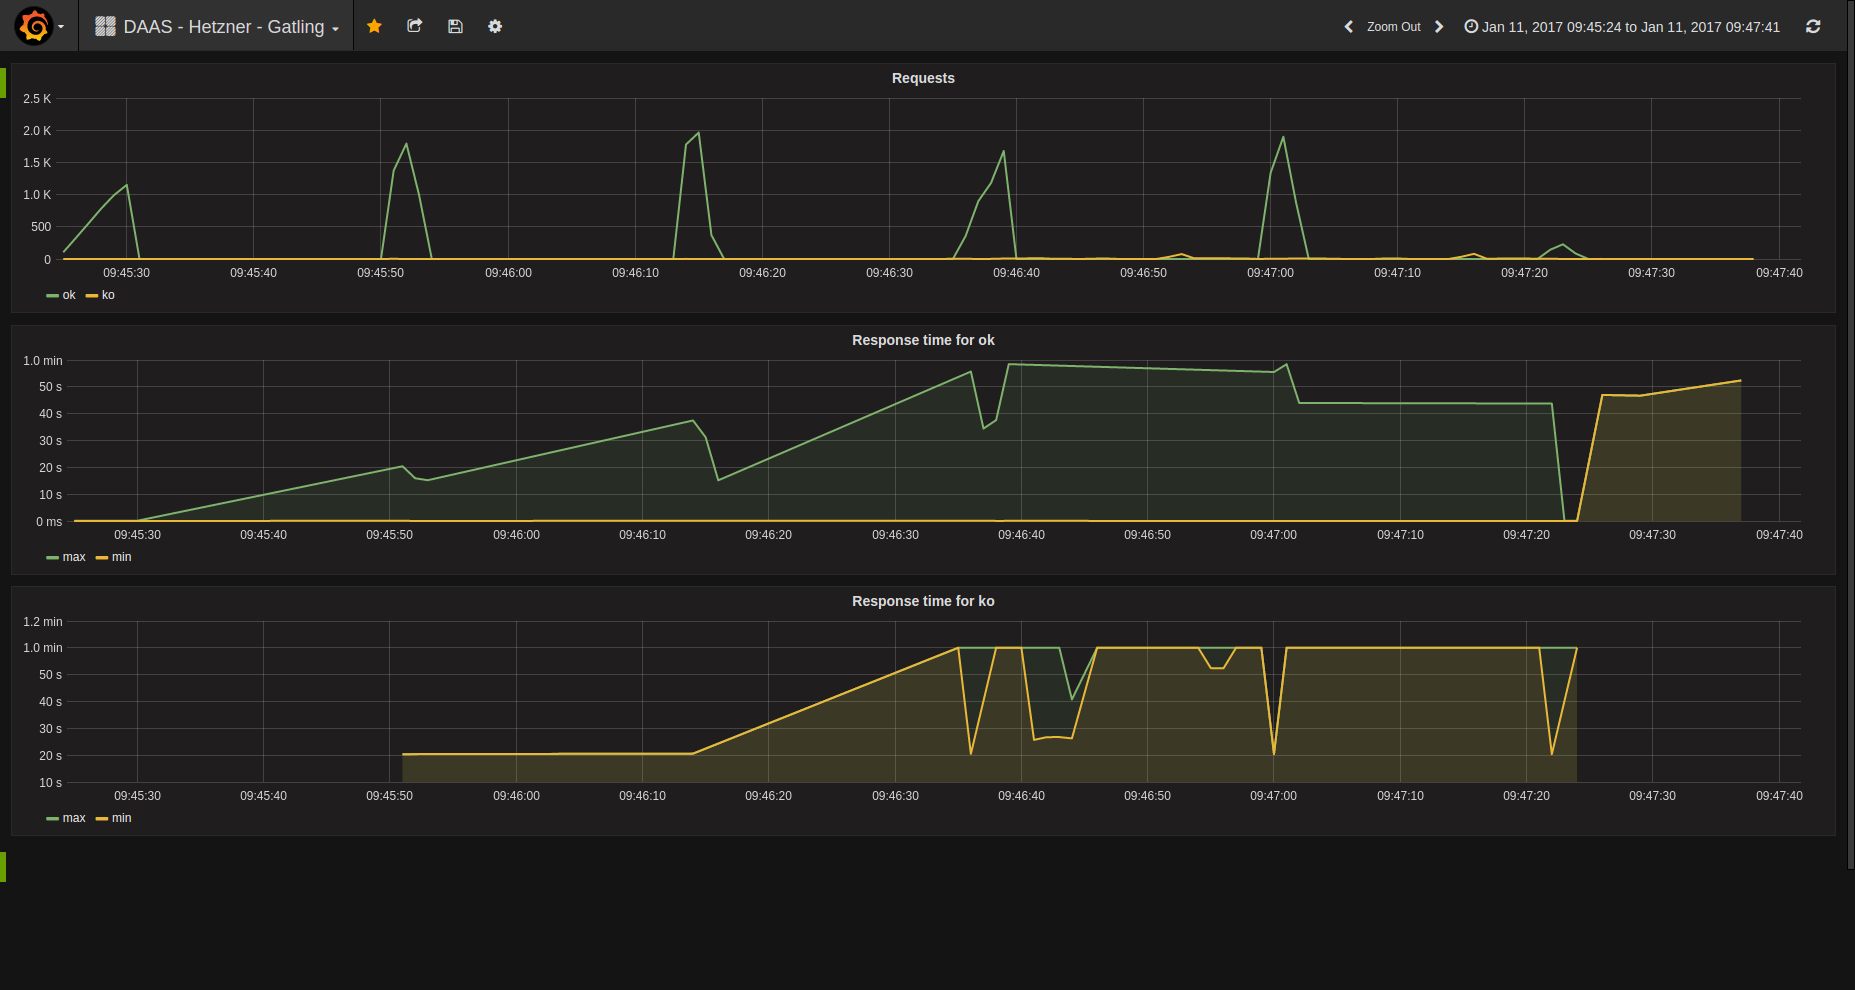 DAAS - Hetzner - Gatling
Zoom Out
Jan 11, 2017 09:45:24 to Jan 11, 2017 09:47:41
Requests
2.5 K
2.0 K
1.5 K
1.0 K
500
0
09:45:30 09:45:40 09:45:50 09:46:00 09:46:10 09:46:20 09:46:30 09:46:40 09:46:50 09:47:00 09:47:10 09:47:20 09:47:30 09:47:40
ok ko
Response time for ok
1.0 min
50 s
40 s
30 s
20 s
10 s
0 ms
09:45:30 09:45:40 09:45:50 09:46:00 09:46:10 09:46:20 09:46:30 09:46:40 09:46:50 09:47:00 09:47:10 09:47:20 09:47:30 09:47:40
max min
Response time for ko
1.2 min
1.0 min
50 s
40 s
30 s
20 s
10 s
09:45:30 09:45:40 09:45:50 09:46:00 09:46:10 09:46:20 09:46:30 09:46:40 09:46:50 09:47:00 09:47:10 09:47:20 09:47:30 09:47:40
max min